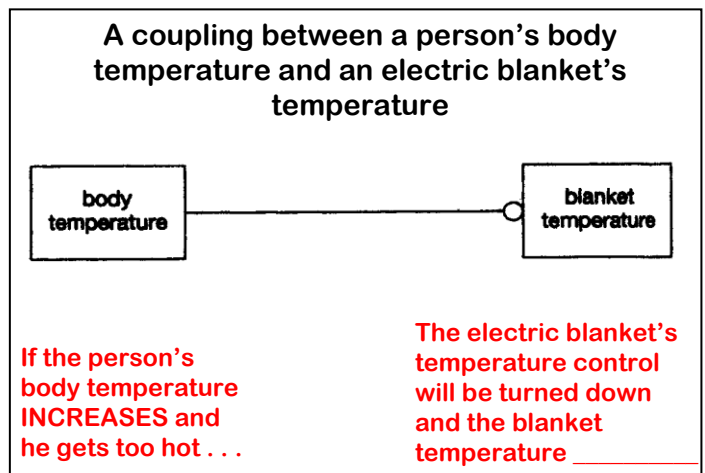 A coupling between a person's body
temperature and an electric blanket's
temperature
body
temperature
blanket
temperature
If the person's
body temperature
INCREASES and
he gets too hot . . .
The electric blanket's
temperature control
will be turned down
and the blanket
temperature ___________